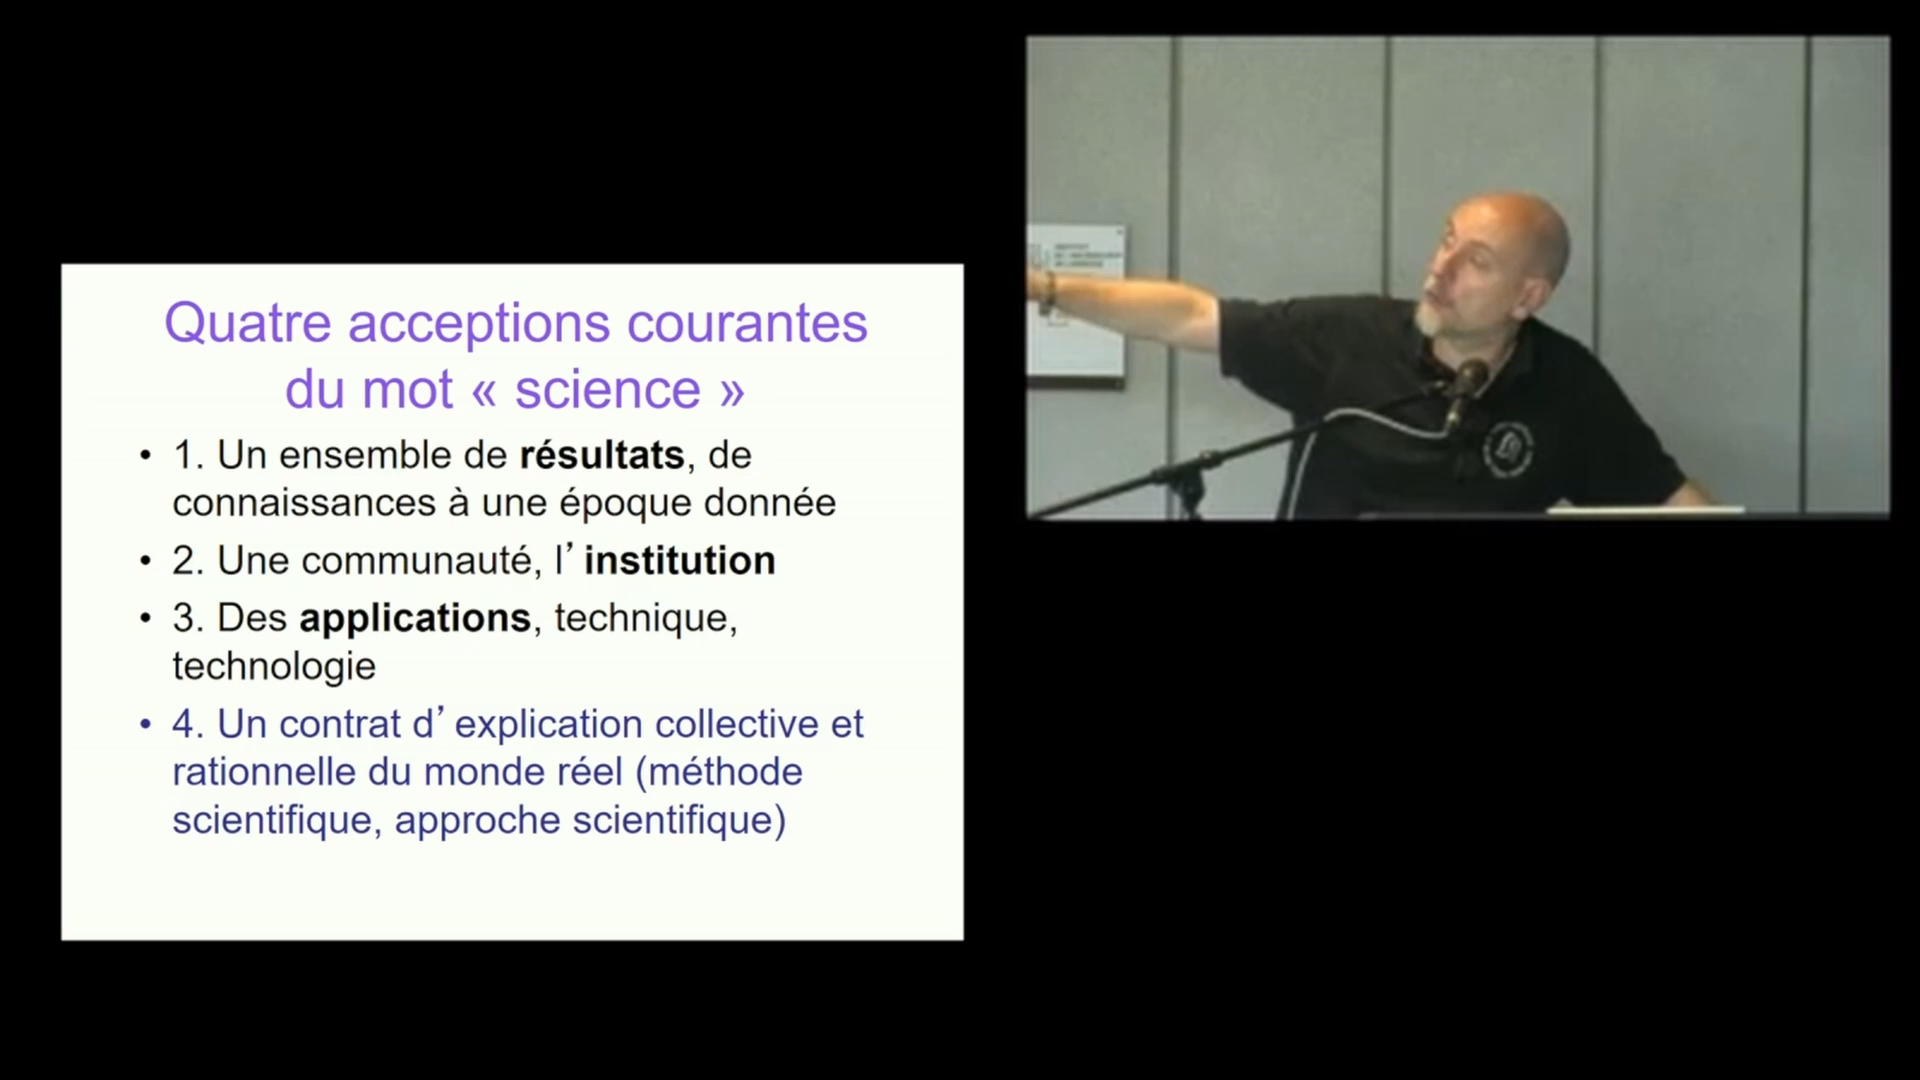 Quatre acceptions courantes
du mot « science »
• 1. Un ensemble de résultats, de
connaissances à une époque donnée
• 2. Une communauté, l’ institution
• 3. Des applications, technique,
technologie
• 4. Un contrat d’ explication collective et
rationnelle du monde réel (méthode
scientifique, approche scientifique)